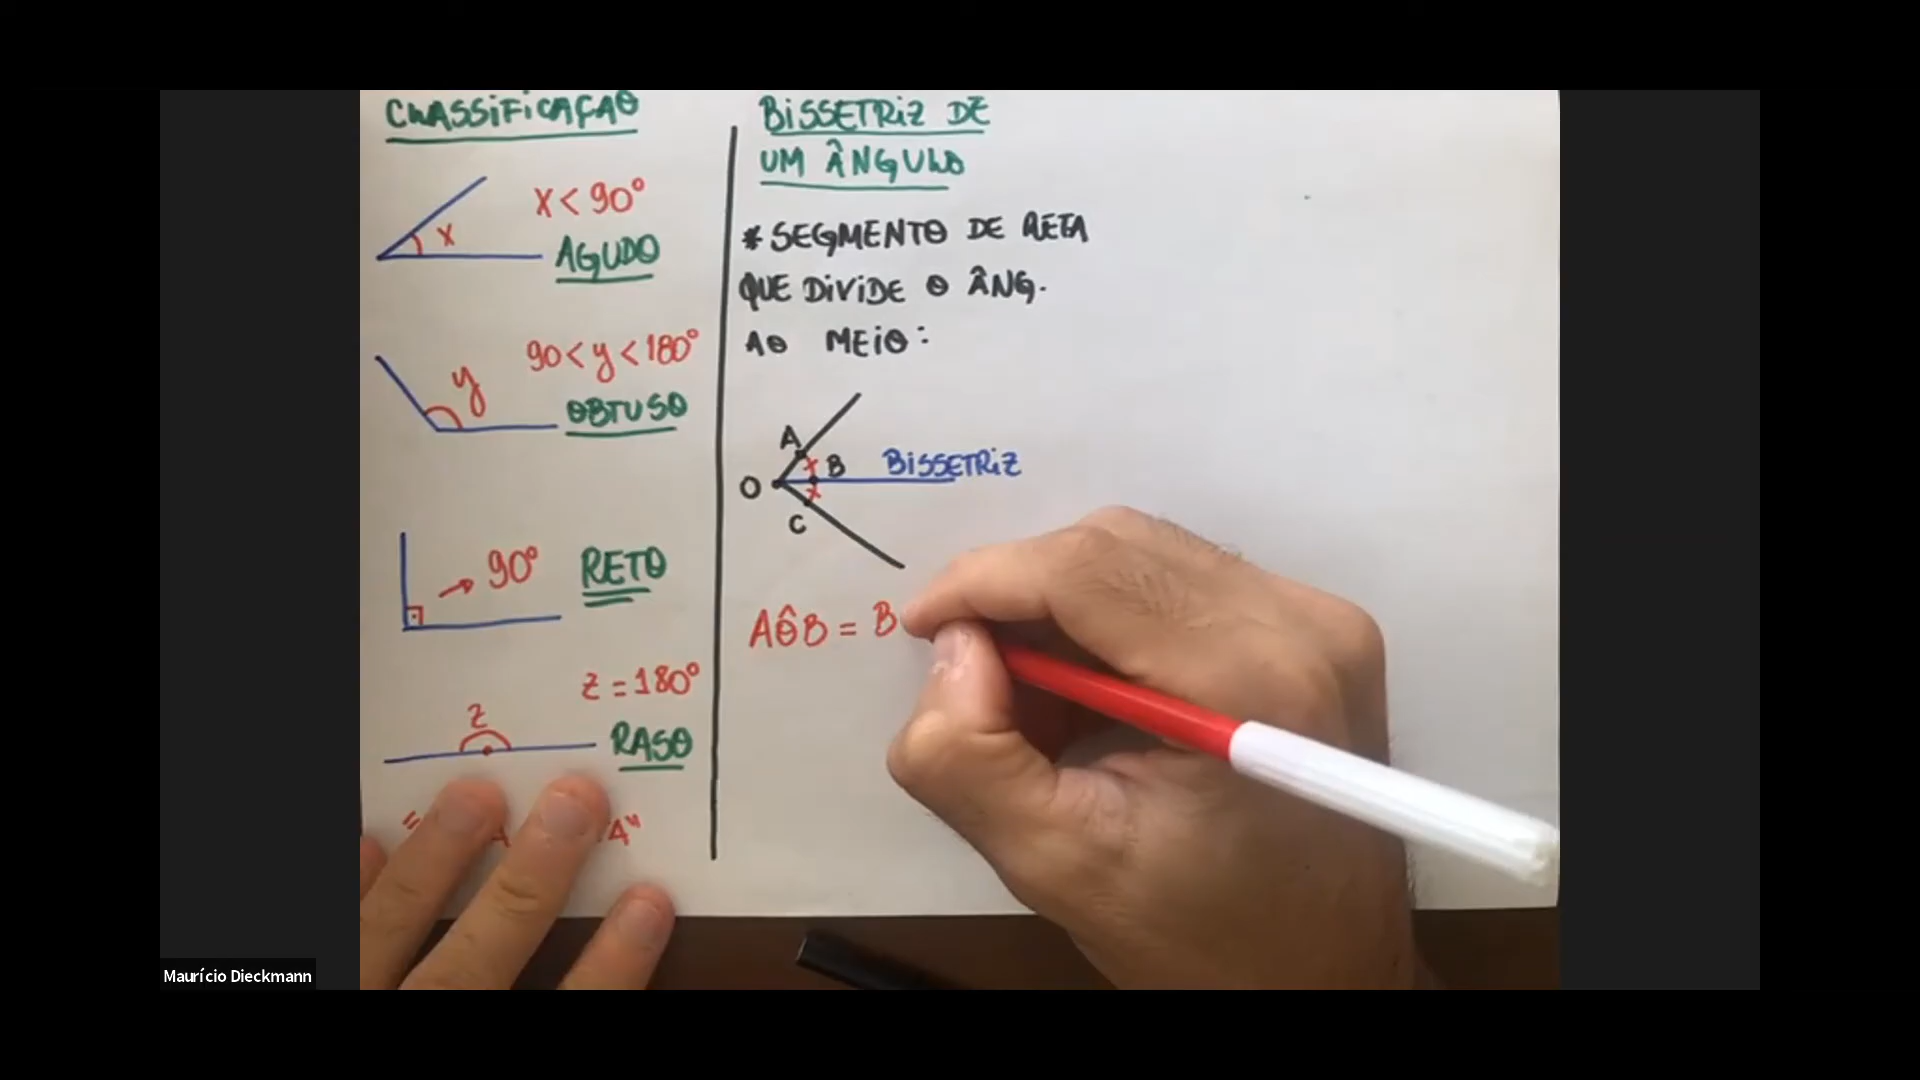 CLASSIFICAÇÃO
x
x < 90°
AGUDO
y
90 < y < 180°
OBTUSO
90°
RETO
z
z = 180°
RASO
4"
BISSETRIZ DE
UM ÂNGULO
* SEGMENTO DE RETA
QUE DIVIDE O ÂNG.
AO MEIO:
A
x
B
BISSETRIZ
O
x
C
AÔB = B
Maurício Dieckmann